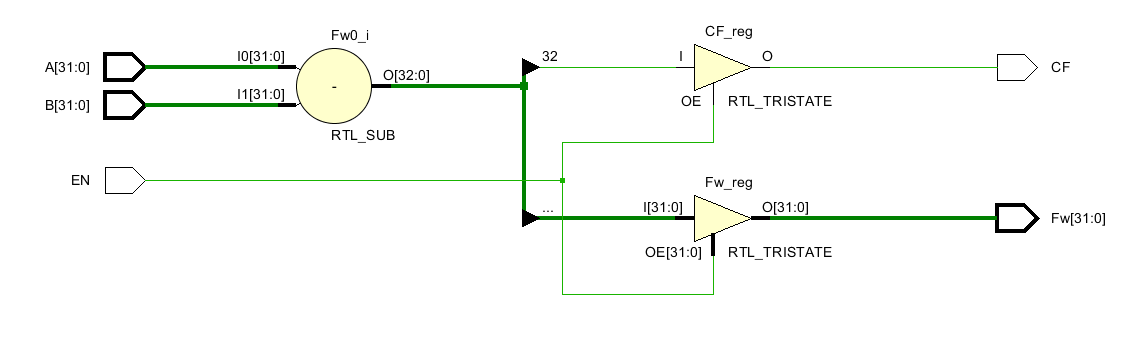 CF_reg
Fw0_i
32
I
O
A[31:0]
I0[31:0]
CF
O[32:0]
-
B[31:0]
I1[31:0]
OE
RTL_TRISTATE
RTL_SUB
EN
Fw_reg
...
I[31:0]
O[31:0]
Fw[31:0]
OE[31:0]
RTL_TRISTATE